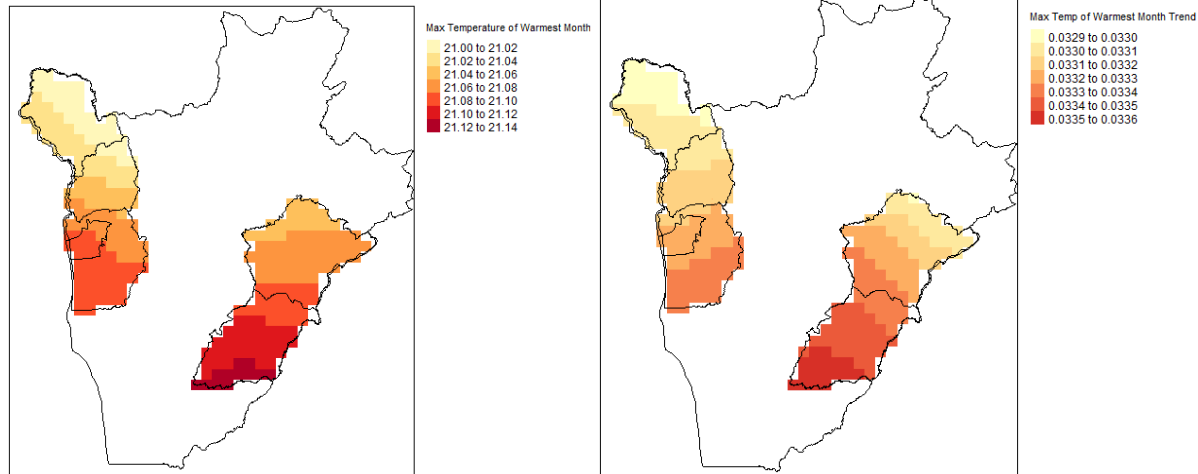 Max Temperature of Warmest Month
21.00 to 21.02
21.02 to 21.04
21.04 to 21.06
21.06 to 21.08
21.08 to 21.10
21.10 to 21.12
21.12 to 21.14
Max Temp of Warmest Month Trend
0.0329 to 0.0330
0.0330 to 0.0331
0.0331 to 0.0332
0.0332 to 0.0333
0.0333 to 0.0334
0.0334 to 0.0335
0.0335 to 0.0336